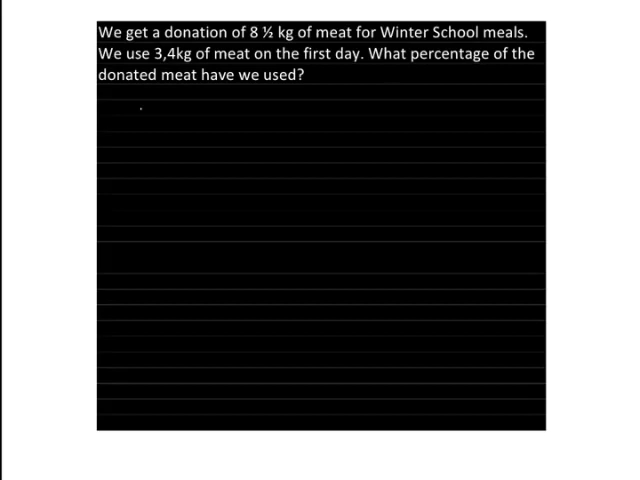 We get a donation of 8 ½ kg of meat for Winter School meals.
We use 3,4kg of meat on the first day. What percentage of the
donated meat have we used?